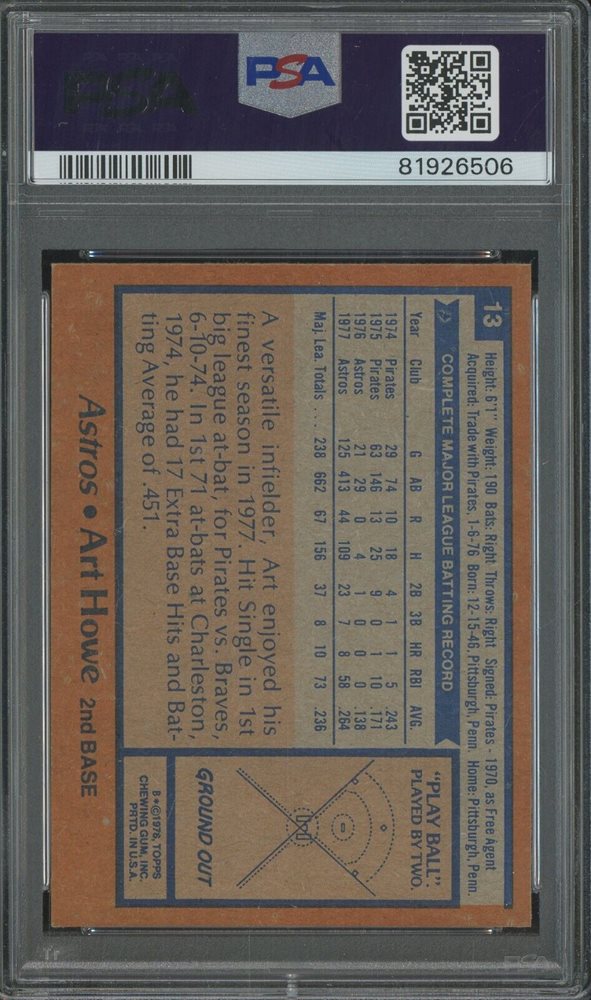 PSA
81926506
13
Height: 6'1" Weight: 190 Bats: Right Throws: Right Signed: Pirates - 1970, as Free Agent
Acquired: Trade with Pirates, 1-6-76 Born: 12-15-46, Pittsburgh, Penn. Home: Pittsburgh, Penn.
COMPLETE MAJOR LEAGUE BATTING RECORD
Year Club G AB R H 2B 3B HR RBI AVG.
1974 Pirates 29 74 10 18 4 1 1 5 .243
1975 Pirates 63 146 13 25 9 0 1 10 .171
1976 Astros 21 29 0 4 1 0 0 0 .138
1977 Astros 125 413 44 109 23 7 8 58 .264
Maj. Lea. Totals .... 238 662 67 156 37 8 10 73 .236
A versatile infielder, Art enjoyed his
finest season in 1977. Hit Single in 1st
big league at-bat, for Pirates vs. Braves,
6-10-74. In 1st 71 at-bats at Charleston,
1974, he had 17 Extra Base Hits and Bat-
ting Average of .451.
"PLAY BALL".
PLAYED BY TWO.
GROUND OUT
B*©1978, TOPPS
CHEWING GUM, INC.
PRTD. IN U.S.A.
Astros • Art Howe 2nd BASE